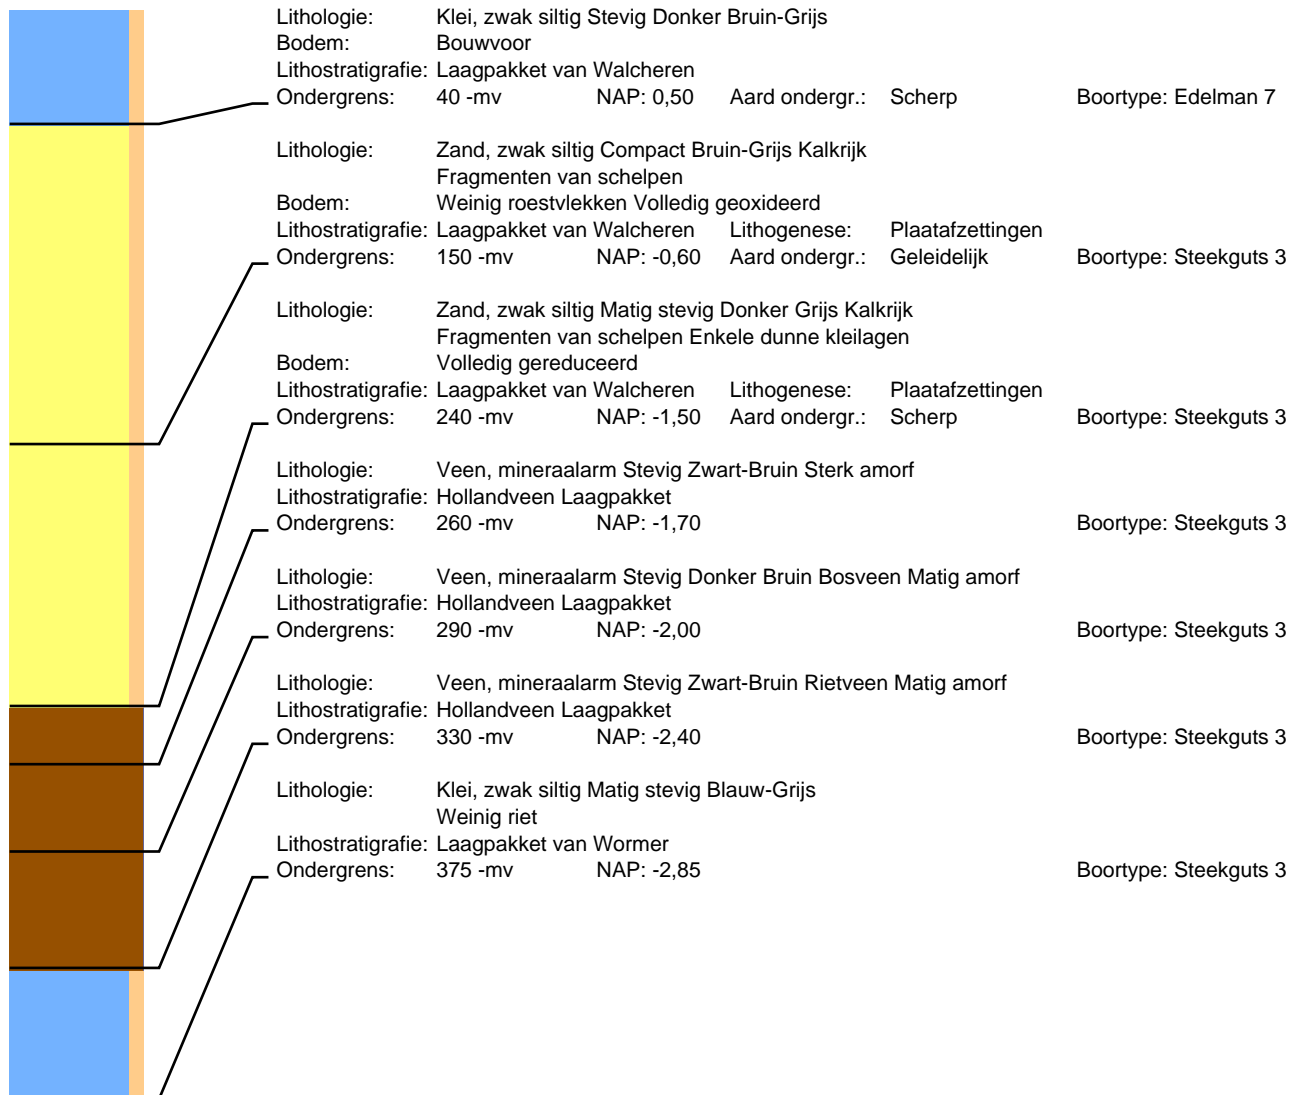 Lithologie: Klei, zwak siltig Stevig Donker Bruin-Grijs
Bodem: Bouwvoor
Lithostratigrafie: Laagpakket van Walcheren
Ondergrens: 40 -mv NAP: 0,50 Aard ondergr.: Scherp Boortype: Edelman 7
Lithologie: Zand, zwak siltig Compact Bruin-Grijs Kalkrijk
Fragmenten van schelpen
Bodem: Weinig roestvlekken Volledig geoxideerd
Lithostratigrafie: Laagpakket van Walcheren Lithogenese: Plaatafzettingen
Ondergrens: 150 -mv NAP: -0,60 Aard ondergr.: Geleidelijk Boortype: Steekguts 3
Lithologie: Zand, zwak siltig Matig stevig Donker Grijs Kalkrijk
Fragmenten van schelpen Enkele dunne kleilagen
Bodem: Volledig gereduceerd
Lithostratigrafie: Laagpakket van Walcheren Lithogenese: Plaatafzettingen
Ondergrens: 240 -mv NAP: -1,50 Aard ondergr.: Scherp Boortype: Steekguts 3
Lithologie: Veen, mineraalarm Stevig Zwart-Bruin Sterk amorf
Lithostratigrafie: Hollandveen Laagpakket
Ondergrens: 260 -mv NAP: -1,70 Boortype: Steekguts 3
Lithologie: Veen, mineraalarm Stevig Donker Bruin Bosveen Matig amorf
Lithostratigrafie: Hollandveen Laagpakket
Ondergrens: 290 -mv NAP: -2,00 Boortype: Steekguts 3
Lithologie: Veen, mineraalarm Stevig Zwart-Bruin Rietveen Matig amorf
Lithostratigrafie: Hollandveen Laagpakket
Ondergrens: 330 -mv NAP: -2,40 Boortype: Steekguts 3
Lithologie: Klei, zwak siltig Matig stevig Blauw-Grijs
Weinig riet
Lithostratigrafie: Laagpakket van Wormer
Ondergrens: 375 -mv NAP: -2,85 Boortype: Steekguts 3